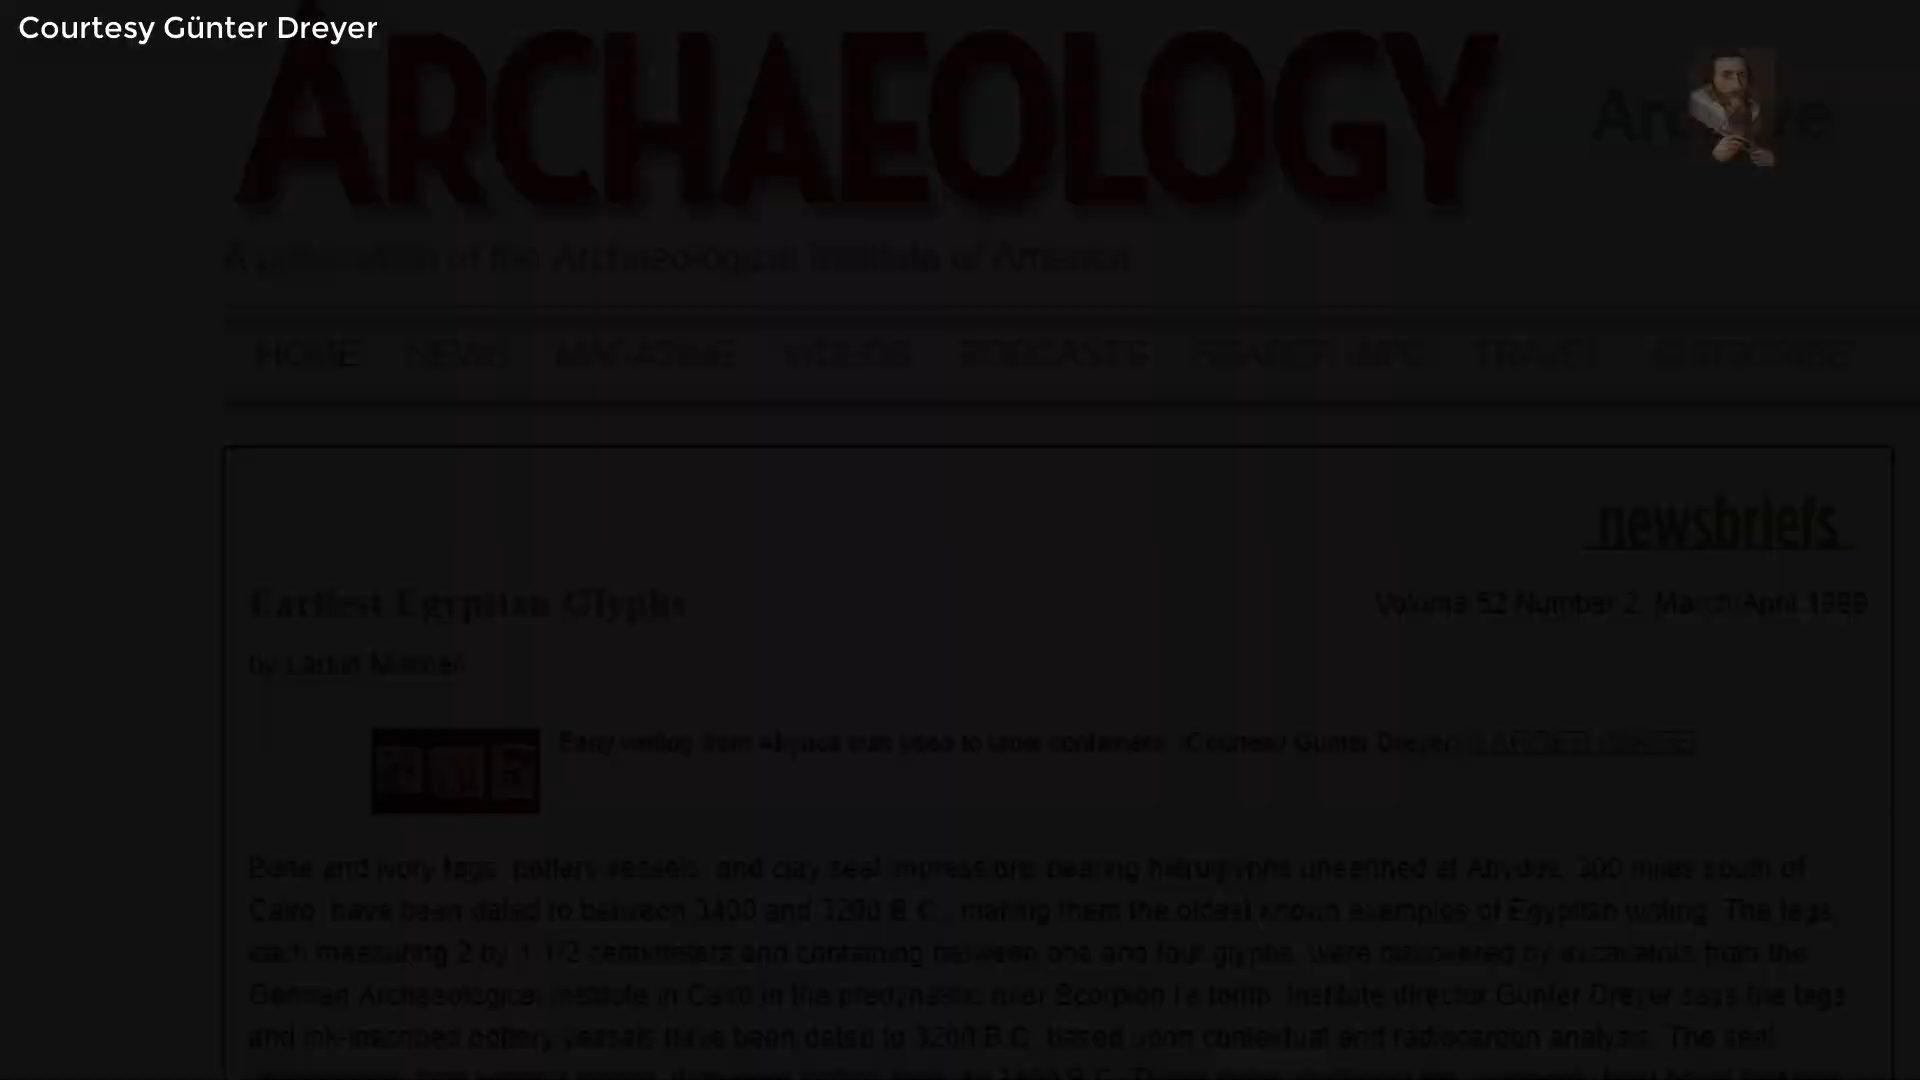 Courtesy Günter Dreyer
ARCHAEOLOGY
A publication of the Archaeological Institute of America
HOME NEWS MAGAZINE VIDEOS PODCASTS TRAVEL SUBSCRIBE
newsbriefs
Earliest Egyptian Glyphs
Volume 52 Number 2, March/April 1999
by Larkin Mitchell
Early writing from Abydos was used to label containers. (Courtesy Günter Dreyer) [LARGER IMAGE]
Bone and ivory tags, pottery vessels, and clay seal impressions bearing hieroglyphs unearthed at Abydos, 300 miles south of
Cairo, have been dated to between 3400 and 3200 B.C., making them the oldest known examples of Egyptian writing. The tags,
each measuring 2 by 1 1/2 centimeters and containing between one and four glyphs, were discovered by excavators from the
German Archaeological Institute in Cairo in the predynastic ruler Scorpion I's tomb. Institute director Günter Dreyer says the tags
and ink-inscribed pottery vessels have been dated to 3200 B.C. based upon contextual and radiocarbon analysis. The seal